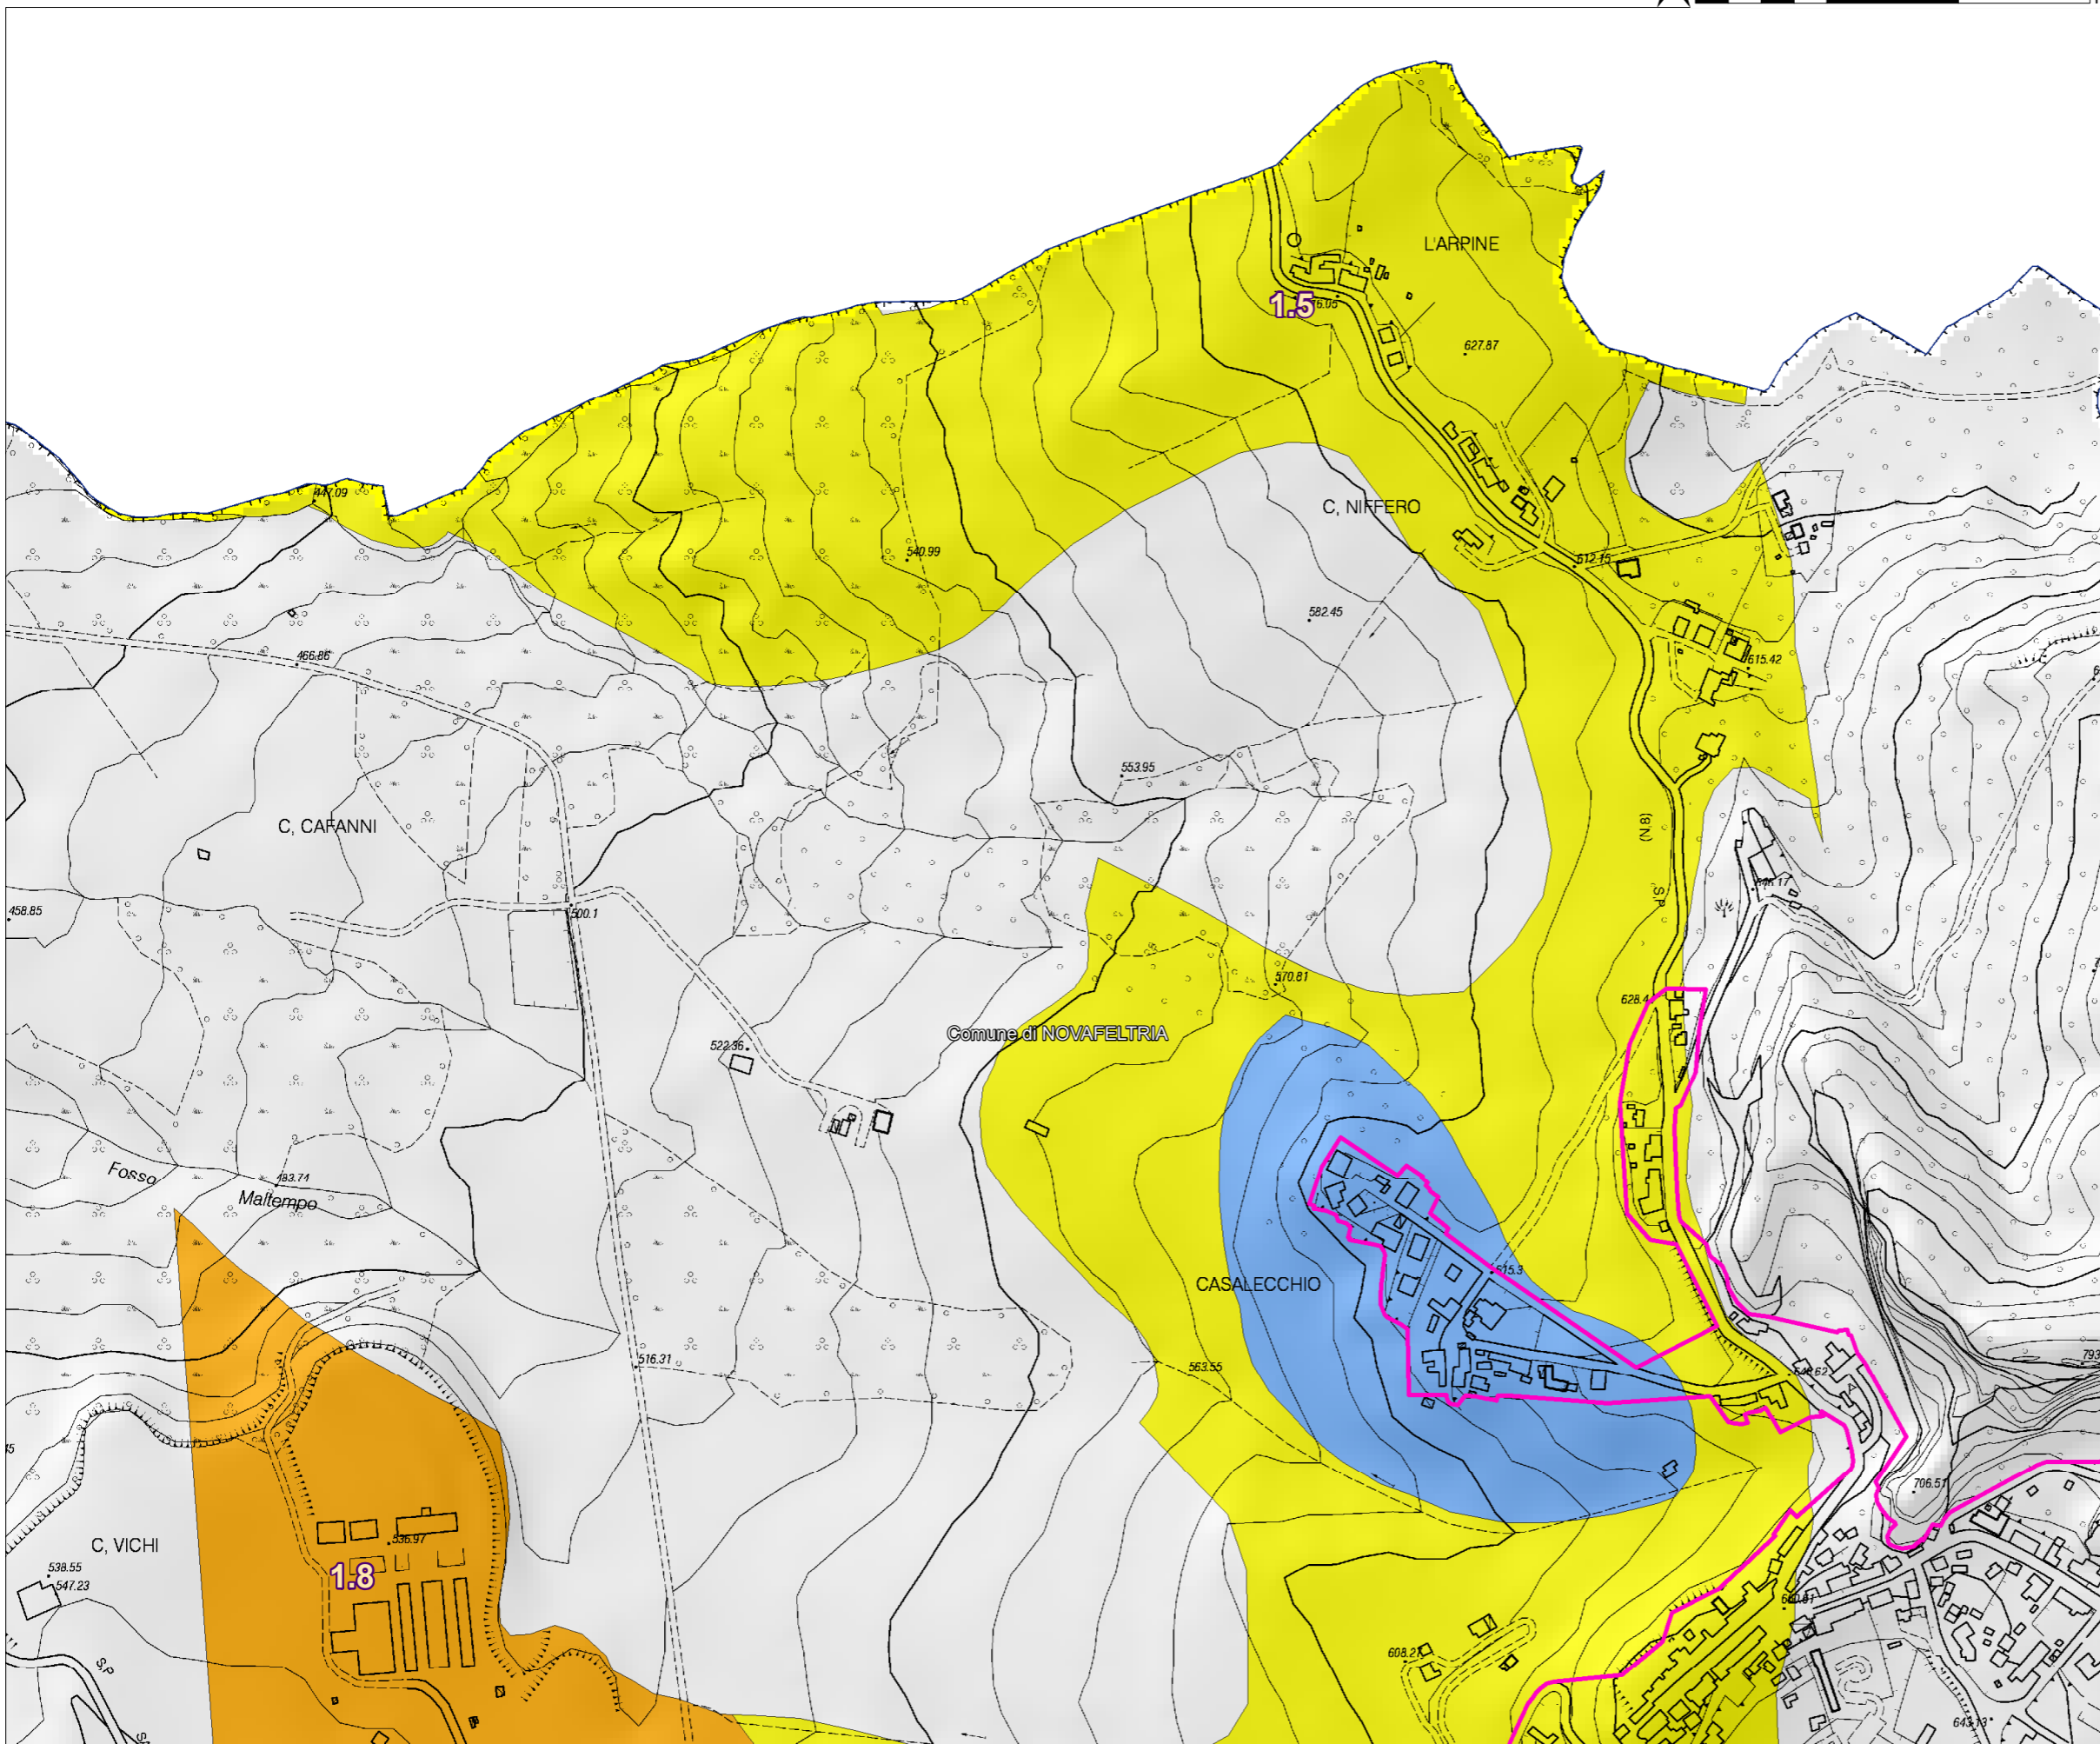 L'ARPINE
1.5
627.87
447.09
C, NIFFERO
540.99
612.15
582.45
466.86
615.42
553.95
C, CAFANNI
(N.8)
S.P
458.85
500.1
570.81
628.4
Comune di NOVAFELTRIA
522.36
Fosso
483.74
Maltempo
615.3
CASALECCHIO
516.31
563.55
793
706.51
C, VICHI
536.97
538.55
547.23
1.8
608.27
S.P
643.13